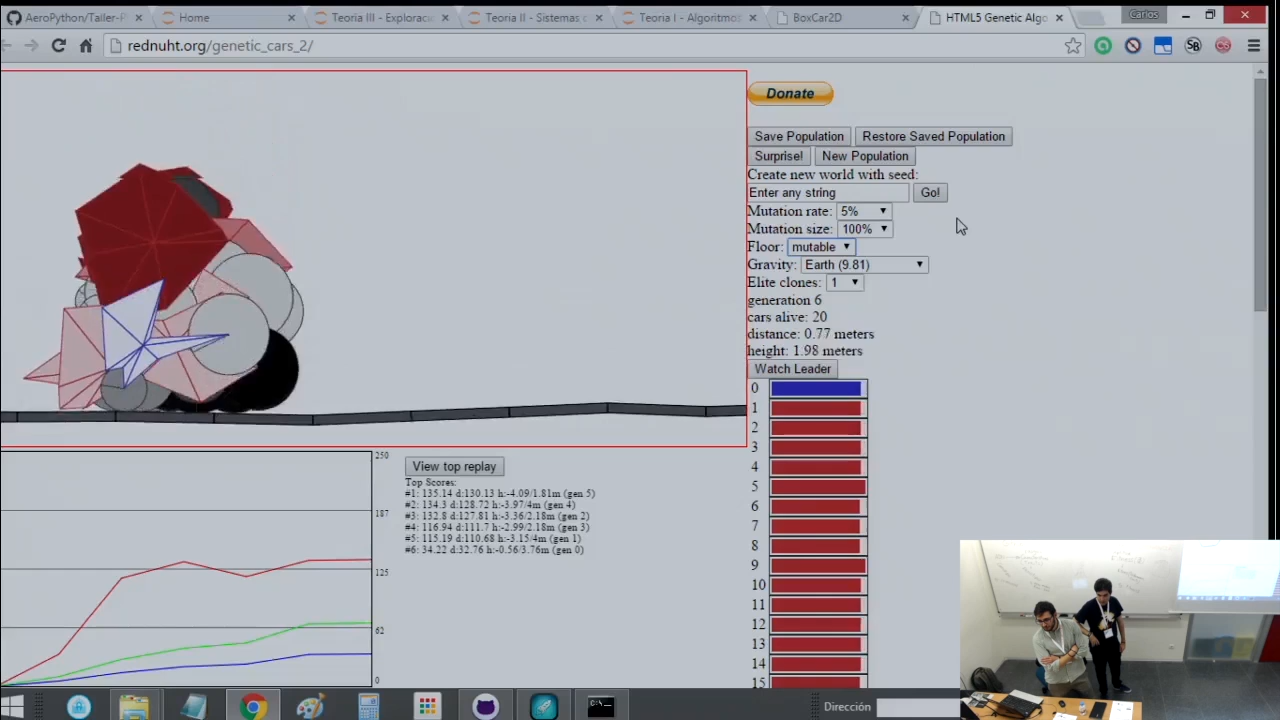 AeroPython/Taller-P
Home
Teoria III - Exploració
Teoria II - Sistemas
Teoria I - Algoritmo
BoxCar2D
HTML5 Genetic Algo
Carlos
rednuht.org/genetic_cars_2/
Donate
Save Population Restore Saved Population
Surprise! New Population
Create new world with seed:
Enter any string Go!
Mutation rate: 5%
Mutation size: 100%
Floor: mutable
Gravity: Earth (9.81)
Elite clones: 1
generation 6
cars alive: 20
distance: 0.77 meters
height: 1.98 meters
Watch Leader
0
1
2
3
4
5
6
7
8
9
10
11
12
13
14
15
250
187
125
62
0
View top replay
Top Scores:
#1: 135.14 d:130.13 h:-4.09/1.81m (gen 5)
#2: 134.3 d:128.72 h:-3.97/4m (gen 4)
#3: 132.8 d:127.81 h:-3.36/2.18m (gen 2)
#4: 116.94 d:111.7 h:-2.99/2.18m (gen 3)
#5: 115.19 d:110.68 h:-3.15/4m (gen 1)
#6: 34.22 d:32.76 h:-0.56/3.76m (gen 0)
Dirección